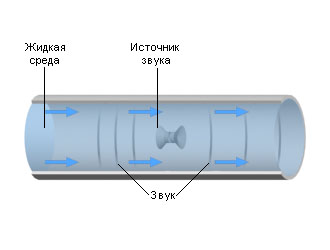 Жидкая
среда
Источник
звука
Звук